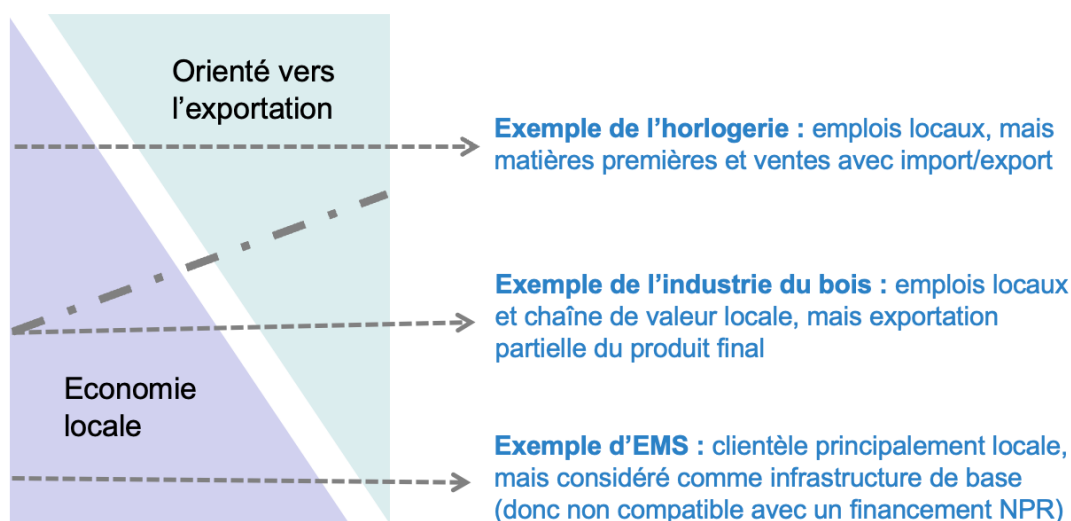 Orienté vers
l’exportation
Exemple de l’horlogerie : emplois locaux, mais
matières premières et ventes avec import/export
Exemple de l’industrie du bois : emplois locaux
et chaîne de valeur locale, mais exportation
partielle du produit final
Economie
locale
Exemple d’EMS : clientèle principalement locale,
mais considéré comme infrastructure de base
(donc non compatible avec un financement NPR)